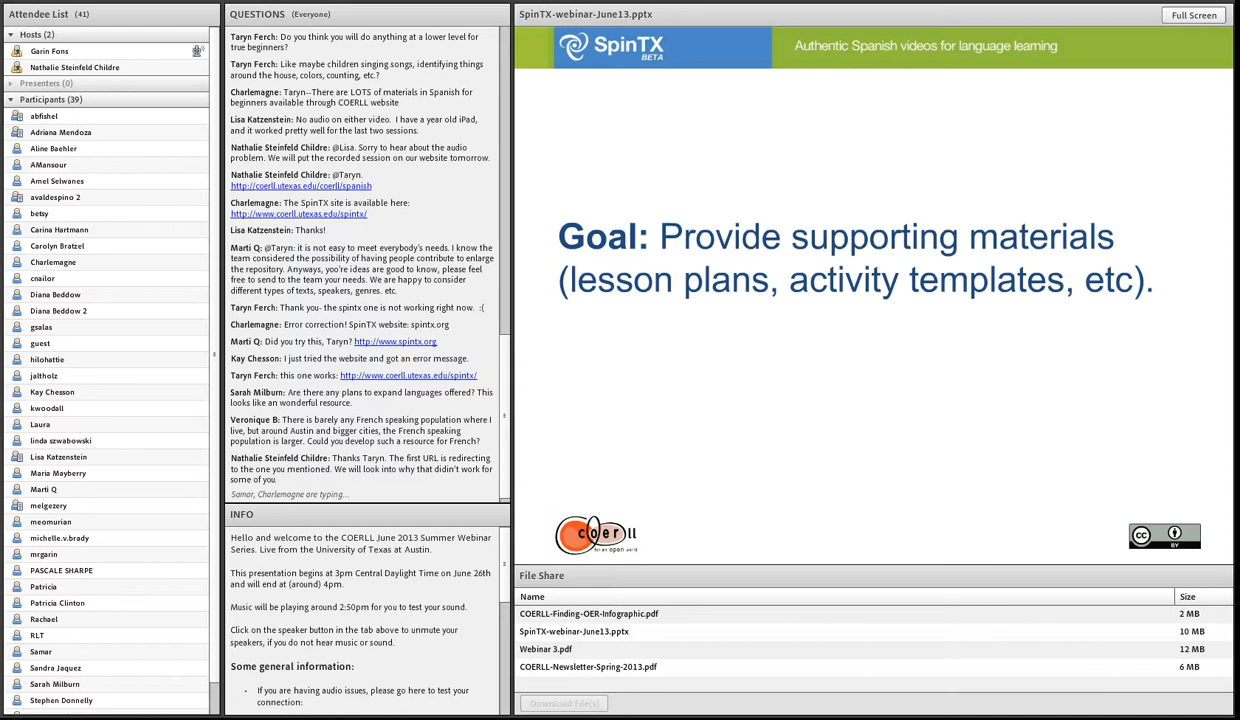 Attendee List (41)
Hosts (2)
Garin Fons
Nathalie Steinfeld Childre
Presenters (0)
Participants (39)
abfishel
Adriana Mendoza
Aline Baehler
AMansour
Amel Selwanes
avaldespino 2
betsy
Carina Hartmann
Carolyn Bratzel
Charlemagne
cnailor
Diana Beddow
Diana Beddow 2
gsalas
guest
hilohattie
jaltholz
Kay Chesson
kwoodall
Laura
linda szwabowski
Lisa Katzenstein
Maria Mayberry
Marti Q
melgezery
meomurian
michelle.v.brady
mrgarin
PASCALE SHARPE
Patricia
Patricia Clinton
Rachael
RLT
Samar
Sandra Jaquez
Sarah Milburn
Stephen Donnelly
QUESTIONS (Everyone)
Taryn Ferch: Do you think you will do anything at a lower level for
true beginners?
Taryn Ferch: Like maybe children singing songs, identifying things
around the house, colors, counting, etc.?
Charlemagne: Taryn--There are LOTS of materials in Spanish for
beginners available through COERLL website
Lisa Katzenstein: No audio on either video. I have a year old iPad,
and it worked pretty well for the last two sessions.
Nathalie Steinfeld Childre: @Lisa. Sorry to hear about the audio
problem. We will put the recorded session on our website tomorrow.
Nathalie Steinfeld Childre: @Taryn.
http://coerll.utexas.edu/coerll/spanish
Charlemagne: The SpinTX site is available here:
http://www.coerll.utexas.edu/spintx/
Lisa Katzenstein: Thanks!
Marti Q: @Taryn: it is not easy to meet everybody's needs. I know the
team considered the possibility of having people contribute to enlarge
the repository. Anyways, yoo're ideas are good to know, please feel
free to send to the team your needs. We are happy to consider
different types of texts, speakers, genres. etc.
Taryn Ferch: Thank you- the spintx one is not working right now. :(
Charlemagne: Error correction! SpinTX website: spintx.org
Marti Q: Did you try this, Taryn? http://www.spintx.org
Kay Chesson: I just tried the website and got an error message.
Taryn Ferch: this one works: http://www.coerll.utexas.edu/spintx/
Sarah Milburn: Are there any plans to expand languages offered? This
looks like an wonderful resource.
Veronique B: There is barely any French speaking population where I
live, but around Austin and bigger cities, the French speaking
population is larger. Could you develop such a resource for French?
Nathalie Steinfeld Childre: Thanks Taryn. The first URL is redirecting
to the one you mentioned. We will look into why that didin't work for
some of you.
Samar, Charlemagne are typing...
INFO
Hello and welcome to the COERLL June 2013 Summer Webinar
Series. Live from the University of Texas at Austin.
This presentation begins at 3pm Central Daylight Time on June 26th
and will end at (around) 4pm.
Music will be playing around 2:50pm for you to test your sound.
Click on the speaker button in the tab above to unmute your
speakers, if you do not hear music or sound.
Some general information:
• If you are having audio issues, please go here to test your
connection:
SpinTX-webinar-June13.pptx
Full Screen
SpinTX
BETA
Authentic Spanish videos for language learning
Goal: Provide supporting materials
(lesson plans, activity templates, etc).
coerll
for an open world
cc
BY
File Share
Name Size
COERLL-Finding-OER-Infographic.pdf 2 MB
SpinTX-webinar-June13.pptx 10 MB
Webinar 3.pdf 12 MB
COERLL-Newsletter-Spring-2013.pdf 6 MB
Download File(s)